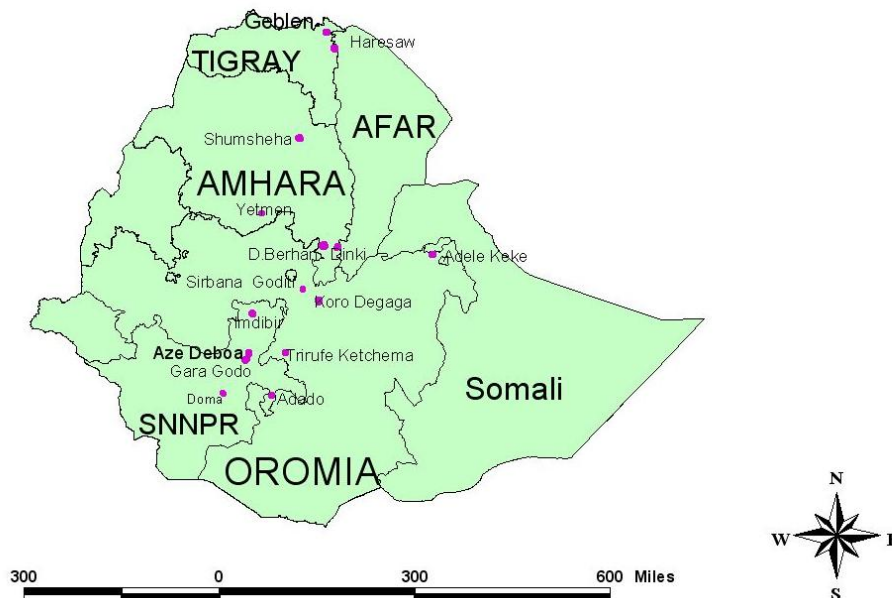 Geblen
Haresaw
TIGRAY
AFAR
Shumsheha
AMHARA
Yetmen
D.Berhan Dinki
Adele Keke
Sirbana Goditi
Koro Degaga
Imdibir
Aze Deboa
Trirufe Ketchema
Gara Godo
Somali
Doma
Adado
SNNPR
OROMIA
N
W
S
300 0 300 600 Miles